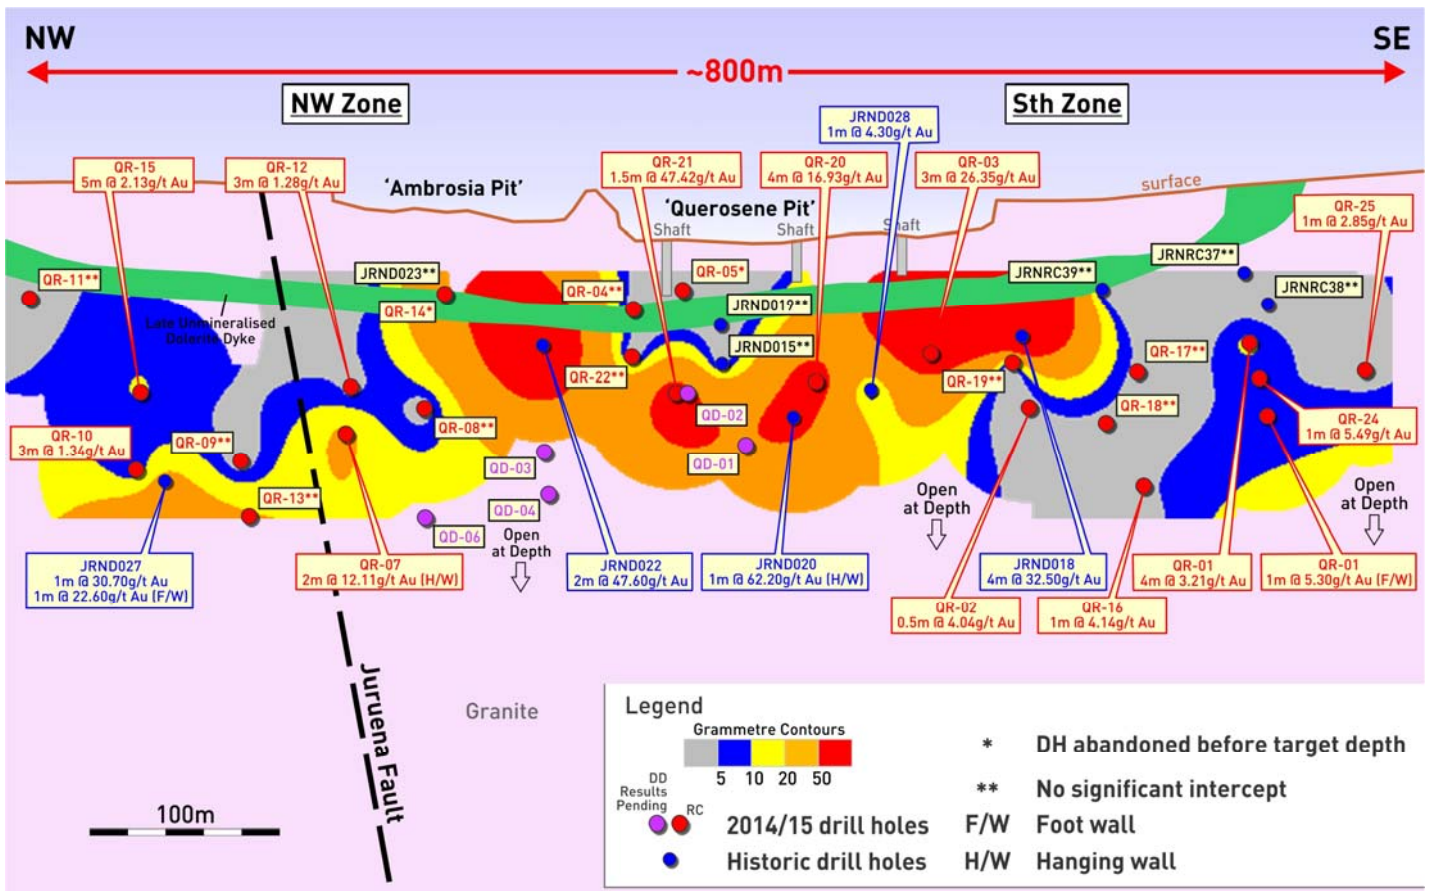 NW
SE
~800m
NW Zone
Sth Zone
JRND028
1m @ 4.30g/t Au
QR-15
5m @ 2.13g/t Au
QR-12
3m @ 1.28g/t Au
QR-21
1.5m @ 47.42g/t Au
QR-20
4m @ 16.93g/t Au
QR-03
3m @ 26.35g/t Au
'Ambrosia Pit'
surface
'Querosene Pit'
QR-25
1m @ 2.85g/t Au
Shaft
Shaft
Shaft
JRNRC37**
QR-11**
JRND023**
QR-05*
JRNRC39**
JRNRC38**
QR-04**
QR-14*
JRND019**
Late Unmineralised
Dolerite Dyke
JRND015**
QR-17**
QR-22**
QR-19**
QR-18**
QD-02
QR-08**
QR-24
1m @ 5.49g/t Au
QR-10
3m @ 1.34g/t Au
QR-09**
QD-03
QD-01
QR-13**
QD-04
QD-06
Open
at Depth
Open
at Depth
Open
at Depth
JRND027
1m @ 30.70g/t Au
1m @ 22.60g/t Au (F/W)
QR-07
2m @ 12.11g/t Au (H/W)
JRND022
2m @ 47.60g/t Au
JRND020
1m @ 62.20g/t Au (H/W)
JRND018
4m @ 32.50g/t Au
QR-01
4m @ 3.21g/t Au
QR-01
1m @ 5.30g/t Au (F/W)
QR-02
0.5m @ 4.04g/t Au
QR-16
1m @ 4.14g/t Au
Juruena Fault
Granite
100m
Legend
Grammetre Contours
5 10 20 50
DD
Results
Pending
RC
2014/15 drill holes
Historic drill holes
* DH abandoned before target depth
** No significant intercept
F/W Foot wall
H/W Hanging wall